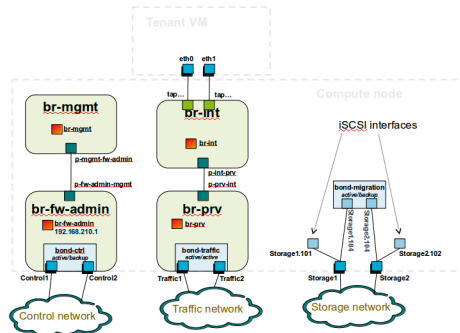 Tenant VM
eth0
eth1
Compute node
tap...
tap...
br-mgmt
br-mgmt
br-int
br-int
iSCSI interfaces
p-mgmt-fw-admin
p-int-prv
p-fw-admin-mgmt
prv-int
br-fw-admin
br-fw-admin
192.168.210.1
br-prv
br-prv
bond-migration
active/backup
Storage1.104
Storage2.104
bond-ctrl
active/backup
bond-traffic
active/active
Storage1.101
Storage2.102
Control1
Control2
Traffic1
Traffic2
Storage1
Storage2
Control network
Traffic network
Storage network